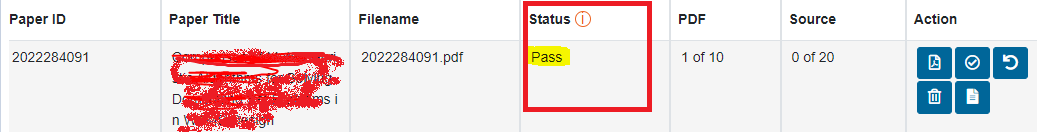 Paper ID Paper Title Filename Status PDF Source Action
2022284091 2022284091.pdf Pass 1 of 10 0 of 20